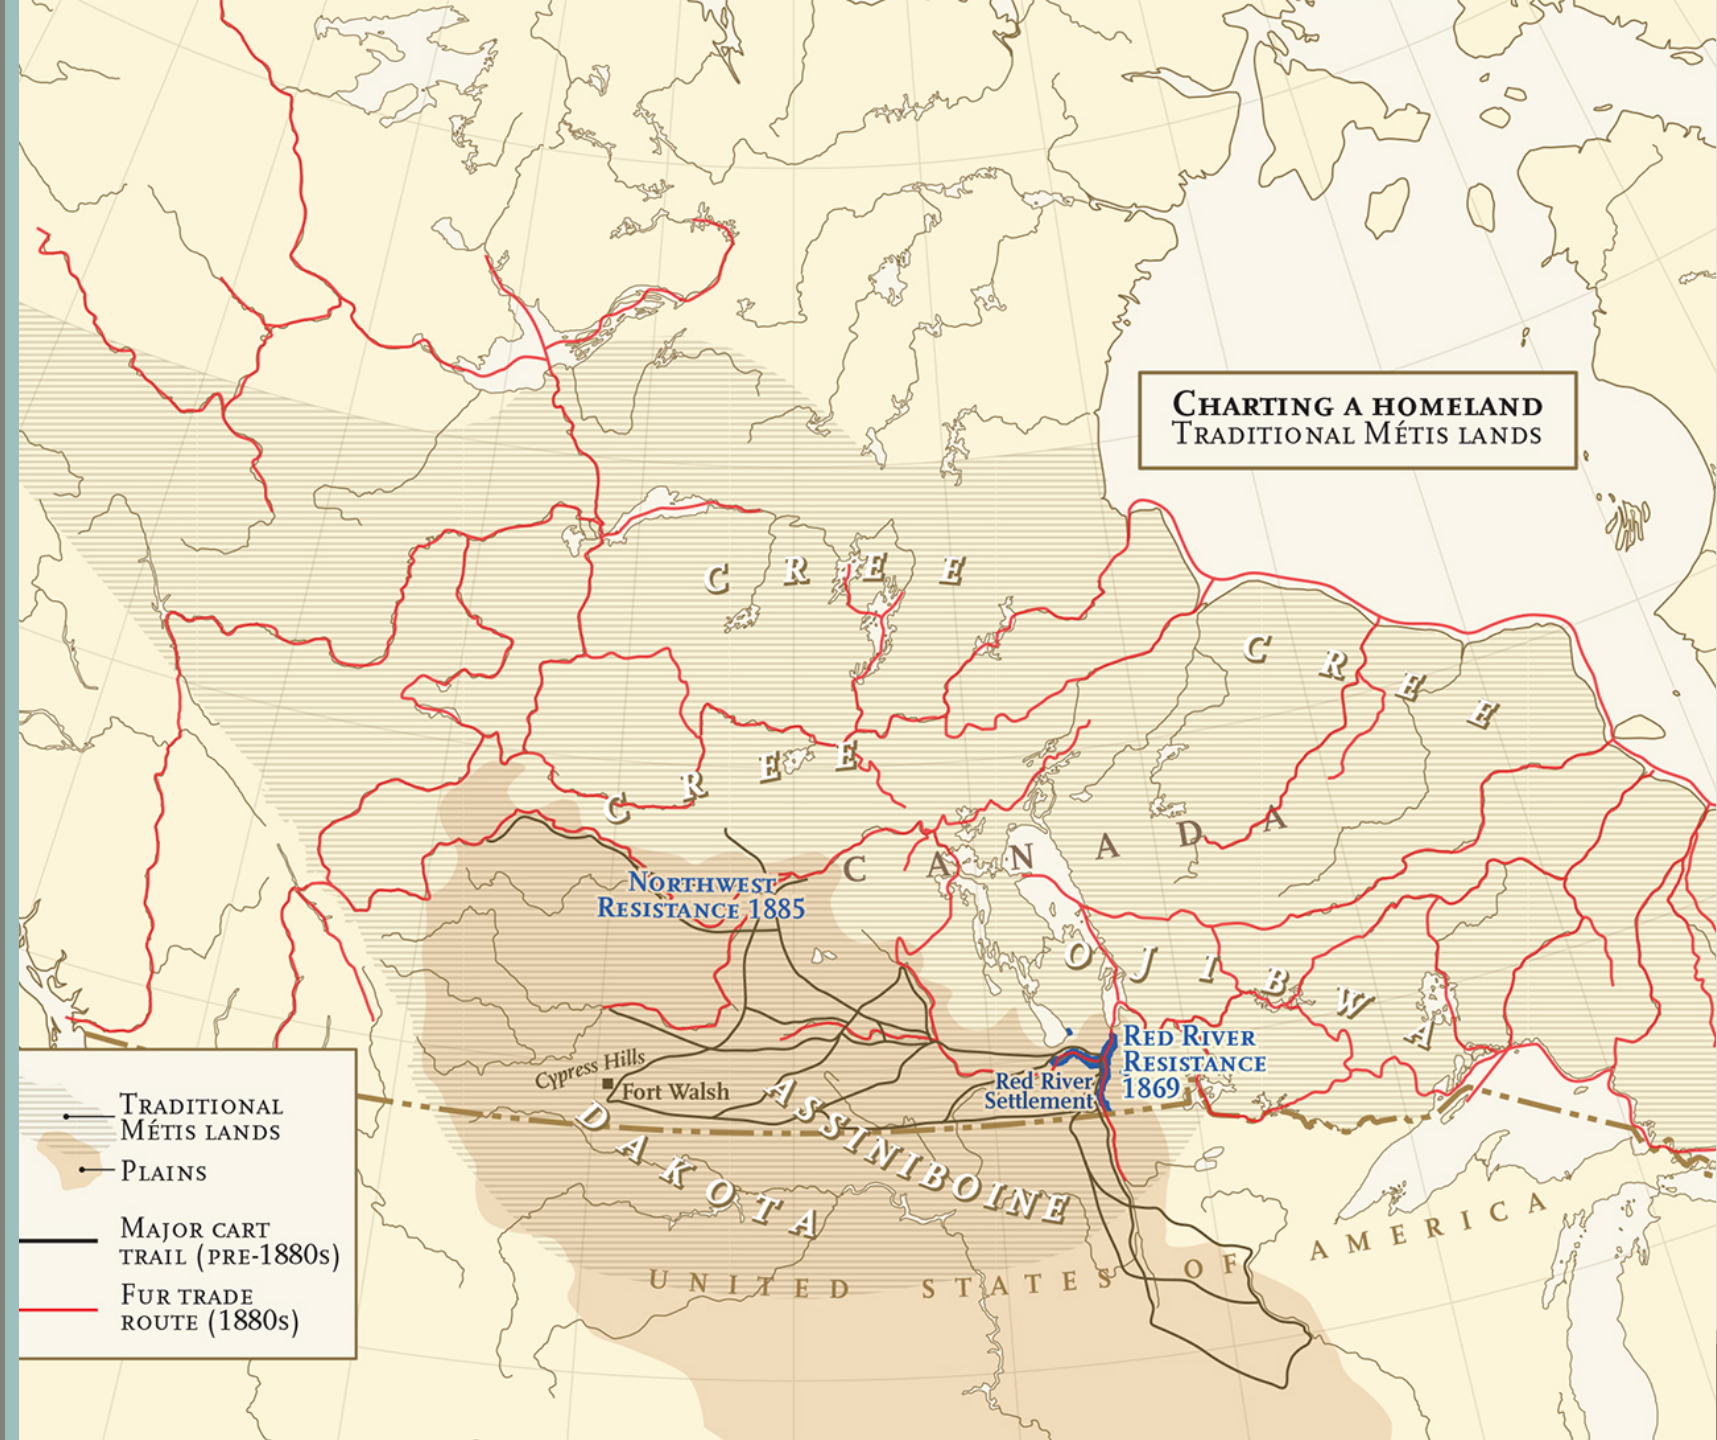 CHARTING A HOMELAND
TRADITIONAL MÉTIS LANDS
CREE
CREE
CREE
CANADA
NORTHWEST
RESISTANCE 1885
OJIBWA
RED RIVER
RESISTANCE
1869
Red River
Settlement
Cypress Hills
Fort Walsh
ASSINIBOINE
DAKOTA
UNITED STATES OF AMERICA
TRADITIONAL
MÉTIS LANDS
PLAINS
MAJOR CART
TRAIL (PRE-1880s)
FUR TRADE
ROUTE (1880s)